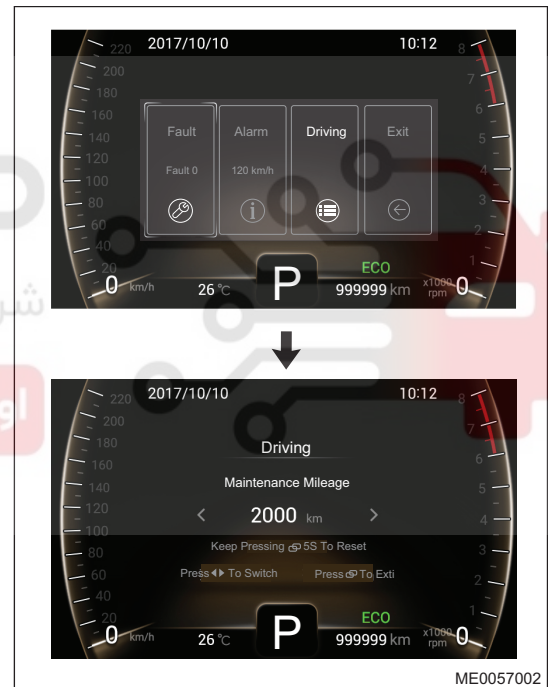 2017/10/10 10:12
220
200
180
160
140
120
100
80
60
40
20
0 km/h
8
7
6
5
4
3
2
1
x1000 rpm 0
Fault Alarm Driving Exit
Fault 0 120 km/h
ECO
26 °C P 999999 km
2017/10/10 10:12
220
200
180
160
140
120
100
80
60
40
20
0 km/h
8
7
6
5
4
3
2
1
x1000 rpm 0
Driving
Maintenance Mileage
< 2000 km >
Keep Pressing 5S To Reset
Press To Switch Press To Exti
ECO
26 °C P 999999 km
ME0057002